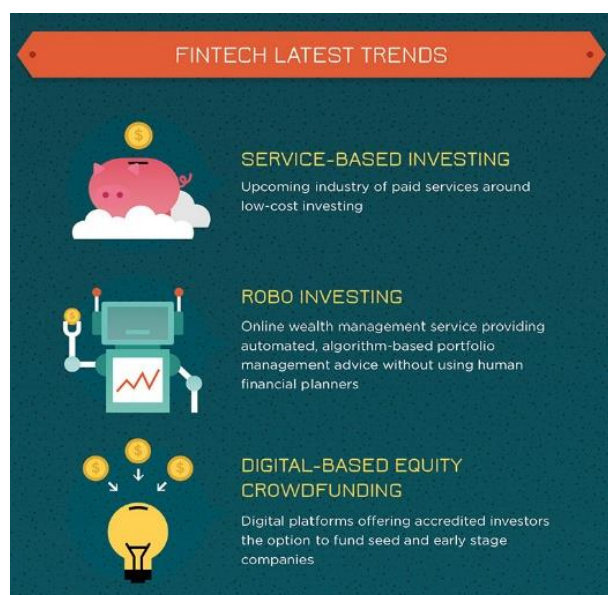 FINTECH LATEST TRENDS
$
SERVICE-BASED INVESTING
Upcoming industry of paid services around
low-cost investing
$
ROBO INVESTING
Online wealth management service providing
automated, algorithm-based portfolio
management advice without using human
financial planners
$
$
$
DIGITAL-BASED EQUITY
CROWDFUNDING
Digital platforms offering accredited investors
the option to fund seed and early stage
companies